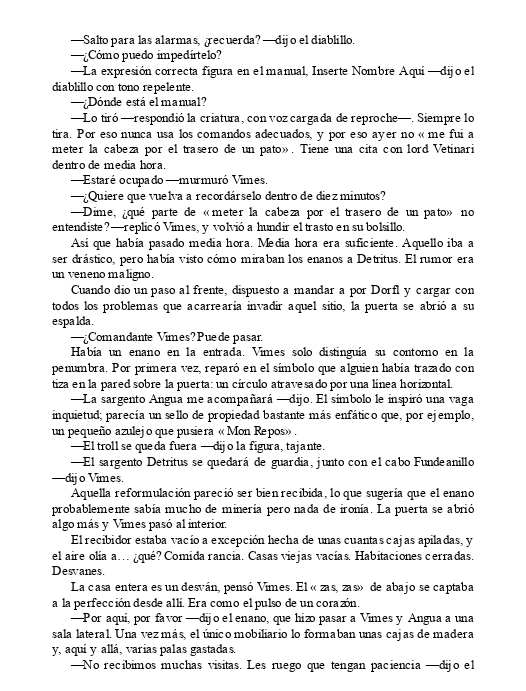 —Salto para las alarmas, ¿recuerda? —dijo el diablillo.
—¿Cómo puedo impedírtelo?
—La expresión correcta figura en el manual, Inserte Nombre Aquí —dijo el
diablillo con tono repelente.
—¿Dónde está el manual?
—Lo tiró —respondió la criatura, con voz cargada de reproche—. Siempre lo
tira. Por eso nunca usa los comandos adecuados, y por eso ayer no «me fui a
meter la cabeza por el trasero de un pato». Tiene una cita con lord Vetinari
dentro de media hora.
—Estaré ocupado —murmuró Vimes.
—¿Quiere que vuelva a recordárselo dentro de diez minutos?
—Dime, ¿qué parte de «meter la cabeza por el trasero de un pato» no
entendiste? —replicó Vimes, y volvió a hundir el trasto en su bolsillo.
Así que había pasado media hora. Media hora era suficiente. Aquello iba a
ser drástico, pero había visto cómo miraban los enanos a Detritus. El rumor era
un veneno maligno.
Cuando dio un paso al frente, dispuesto a mandar a por Dorfl y cargar con
todos los problemas que acarrearía invadir aquel sitio, la puerta se abrió a su
espalda.
—¿Comandante Vimes? Puede pasar.
Había un enano en la entrada. Vimes solo distinguía su contorno en la
penumbra. Por primera vez, reparó en el símbolo que alguien había trazado con
tiza en la pared sobre la puerta: un círculo atravesado por una línea horizontal.
—La sargento Angua me acompañará —dijo. El símbolo le inspiró una vaga
inquietud; parecía un sello de propiedad bastante más enfático que, por ejemplo,
un pequeño azulejo que pusiera «Mon Repos».
—El troll se queda fuera —dijo la figura, tajante.
—El sargento Detritus se quedará de guardia, junto con el cabo Fundeanillo
—dijo Vimes.
Aquella reformulación pareció ser bien recibida, lo que sugería que el enano
probablemente sabía mucho de minería pero nada de ironía. La puerta se abrió
algo más y Vimes pasó al interior.
El recibidor estaba vacío a excepción hecha de unas cuantas cajas apiladas, y
el aire olía a… ¿qué? Comida rancia. Casas viejas vacías. Habitaciones cerradas.
Desvanes.
La casa entera es un desván, pensó Vimes. El «zas, zas» de abajo se captaba
a la perfección desde allí. Era como el pulso de un corazón.
—Por aquí, por favor —dijo el enano, que hizo pasar a Vimes y Angua a una
sala lateral. Una vez más, el único mobiliario lo formaban unas cajas de madera
y, aquí y allá, varias palas gastadas.
—No recibimos muchas visitas. Les ruego que tengan paciencia —dijo el